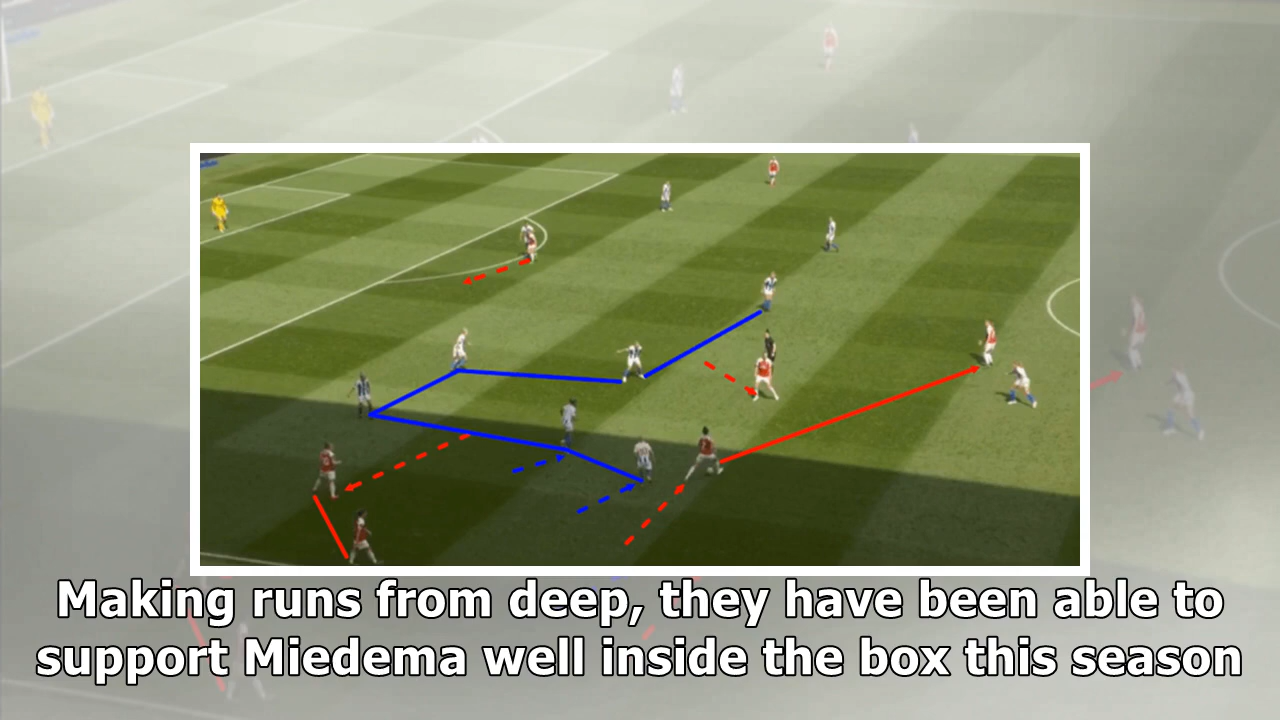 Making runs from deep, they have been able to
support Miedema well inside the box this season